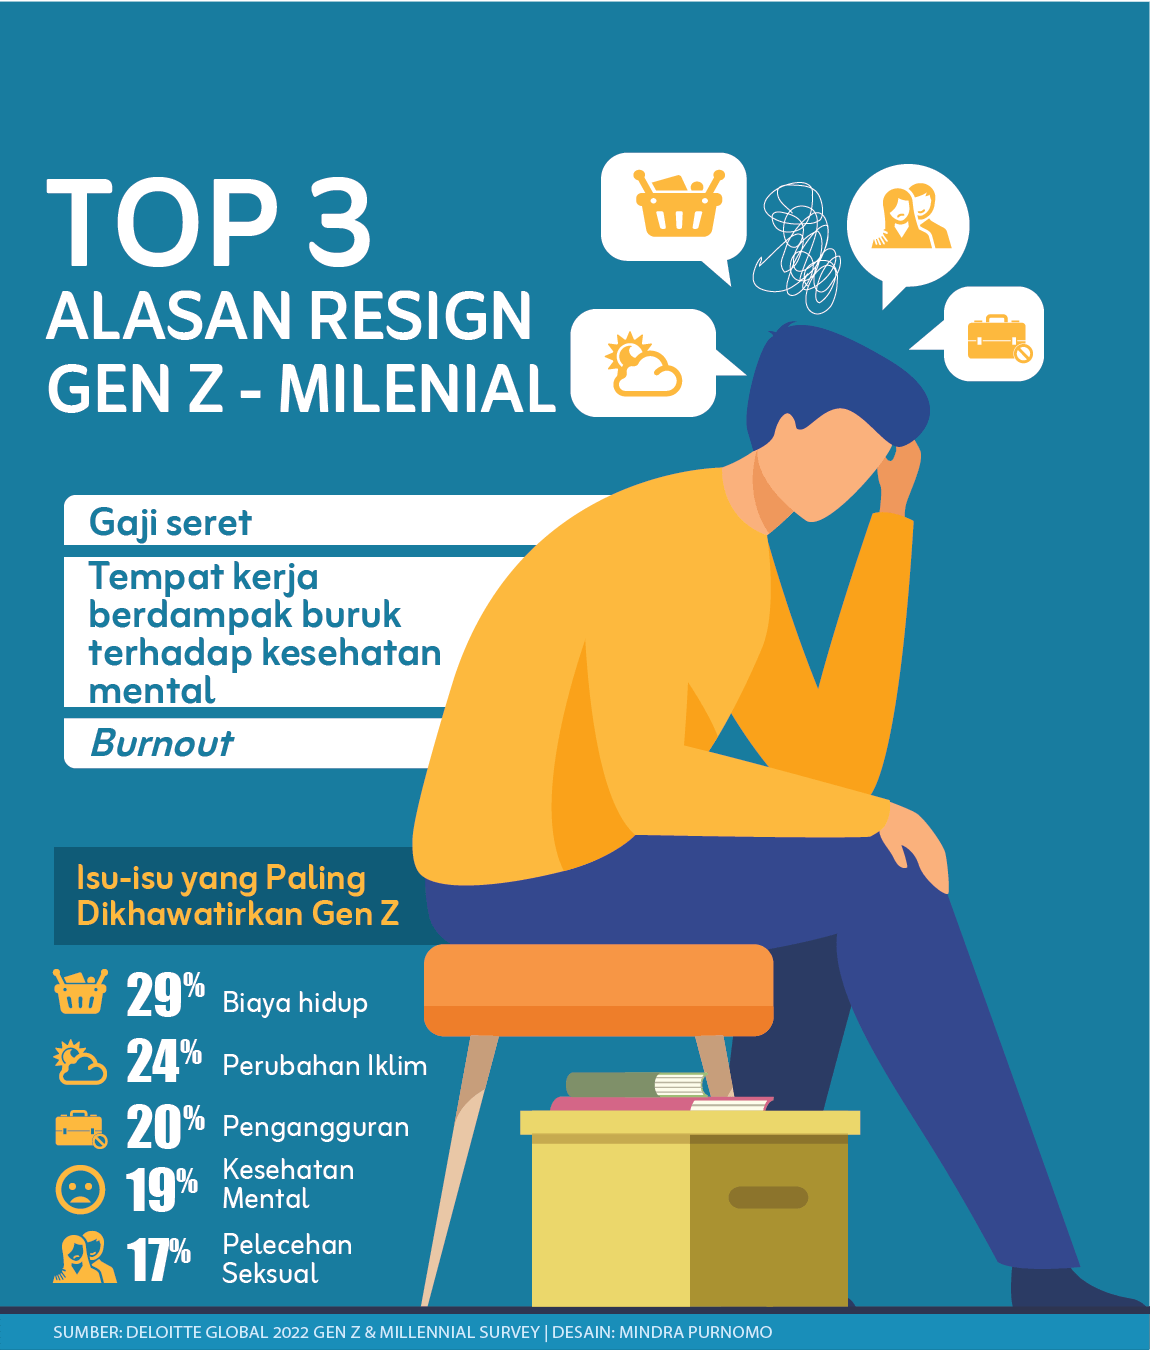 TOP 3
ALASAN RESIGN
GEN Z - MILENIAL
Gaji seret
Tempat kerja
berdampak buruk
terhadap kesehatan
mental
Burnout
Isu-isu yang Paling
Dikhawatirkan Gen Z
29% Biaya hidup
24% Perubahan Iklim
20% Pengangguran
19% Kesehatan
Mental
17% Pelecehan
Seksual
SUMBER: DELOITTE GLOBAL 2022 GEN Z & MILLENNIAL SURVEY | DESAIN: MINDRA PURNOMO